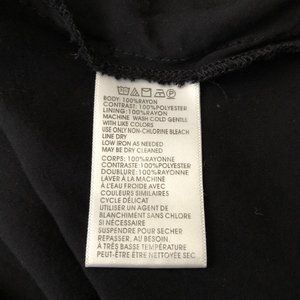 BODY: 100%RAYON
CONTRAST: 100%POLYESTER
LINING: 100%RAYON
MACHINE WASH COLD GENTLE
WITH LIKE COLORS
USE ONLY NON-CHLORINE BLEACH
LINE DRY
LOW IRON AS NEEDED
MAY BE DRY CLEANED
CORPS: 100%RAYONNE
CONTRASTE:100%POLYESTER
DOUBLURE: 100%RAYONNE
LAVER À LA MACHINE
À L'EAU FROIDE AVEC
COULEURS SIMILAIRES
CYCLE DÉLICAT
UTILISER UN AGENT DE
BLANCHIMENT SANS CHLORE
SI NÉCESSAIRE
SUSPENDRE POUR SÉCHER
REPASSER, AU BESOIN
À TRÈS BASSE TEMPÉRATURE
PEUT-ÊTRE ÊTRE NETTOYÉE SEC